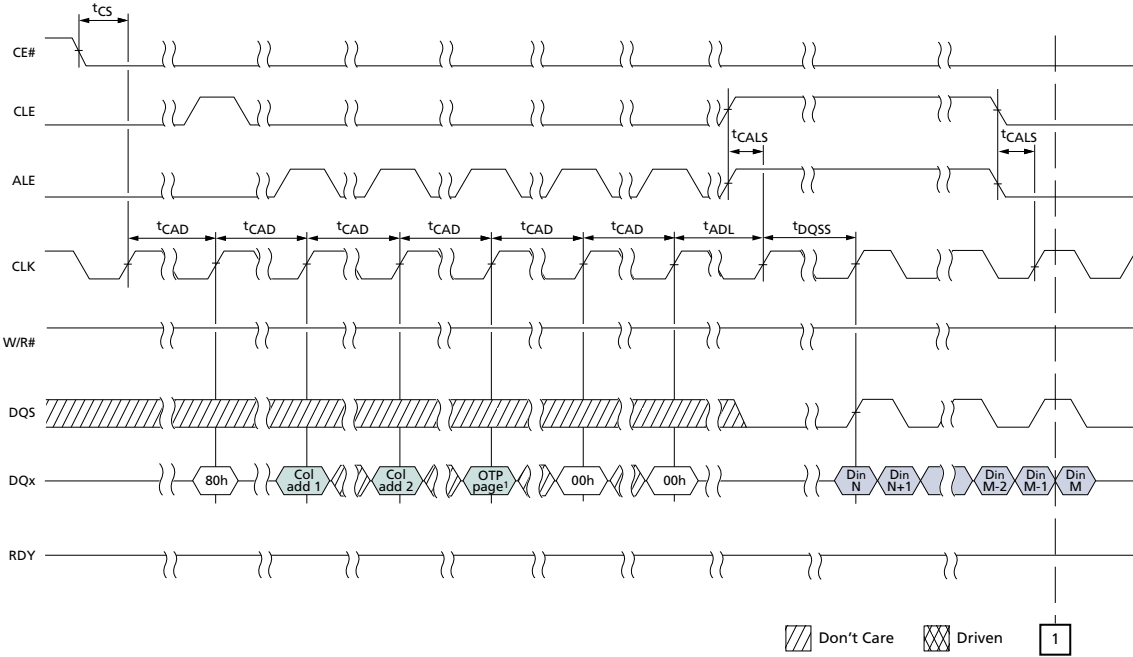 tCS
CE#
CLE
tCALS
tCALS
ALE
tCAD
tCAD
tCAD
tCAD
tCAD
tCAD
tADL
tDQSS
CLK
W/R#
DQS
DQx
80h
Col
add 1
Col
add 2
OTP
page1
00h
00h
Din
N
Din
N+1
Din
M-2
Din
M-1
Din
M
RDY
Don't Care
Driven
1